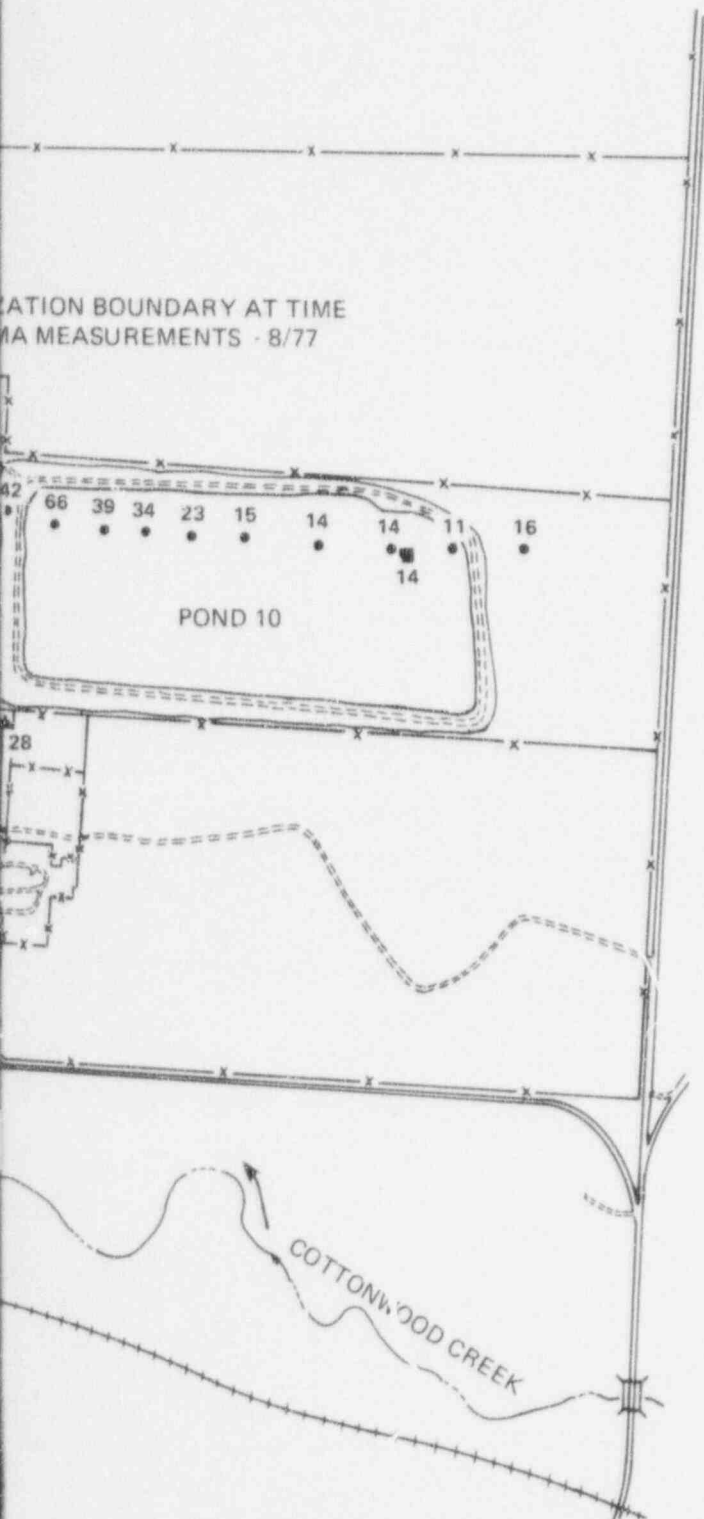 ZATION BOUNDARY AT TIME
MA MEASUREMENTS - 8/77
42 66 39 34 23 15 14 14 11 16
14
POND 10
28
COTTONWOOD CREEK